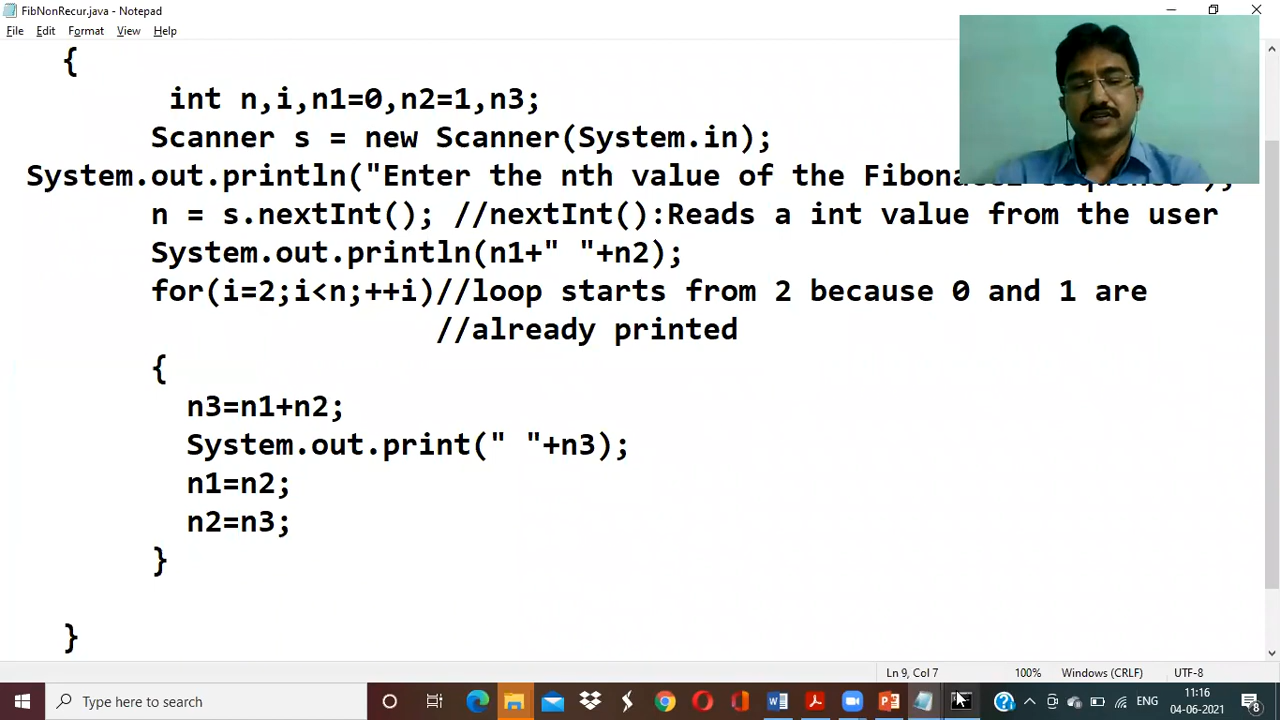 FibNonRecur.java - Notepad
File Edit Format View Help
{
int n,i,n1=0,n2=1,n3;
Scanner s = new Scanner(System.in);
System.out.println("Enter the nth value of the
n = s.nextInt(); //nextInt():Reads a int value from the user
System.out.println(n1+" "+n2);
for(i=2;i<n;++i)//loop starts from 2 because 0 and 1 are
//already printed
{
n3=n1+n2;
System.out.print(" "+n3);
n1=n2;
n2=n3;
}
}
Ln 9, Col 7 100% Windows (CRLF) UTF-8
Type here to search
ENG
11:16
04-06-2021
8